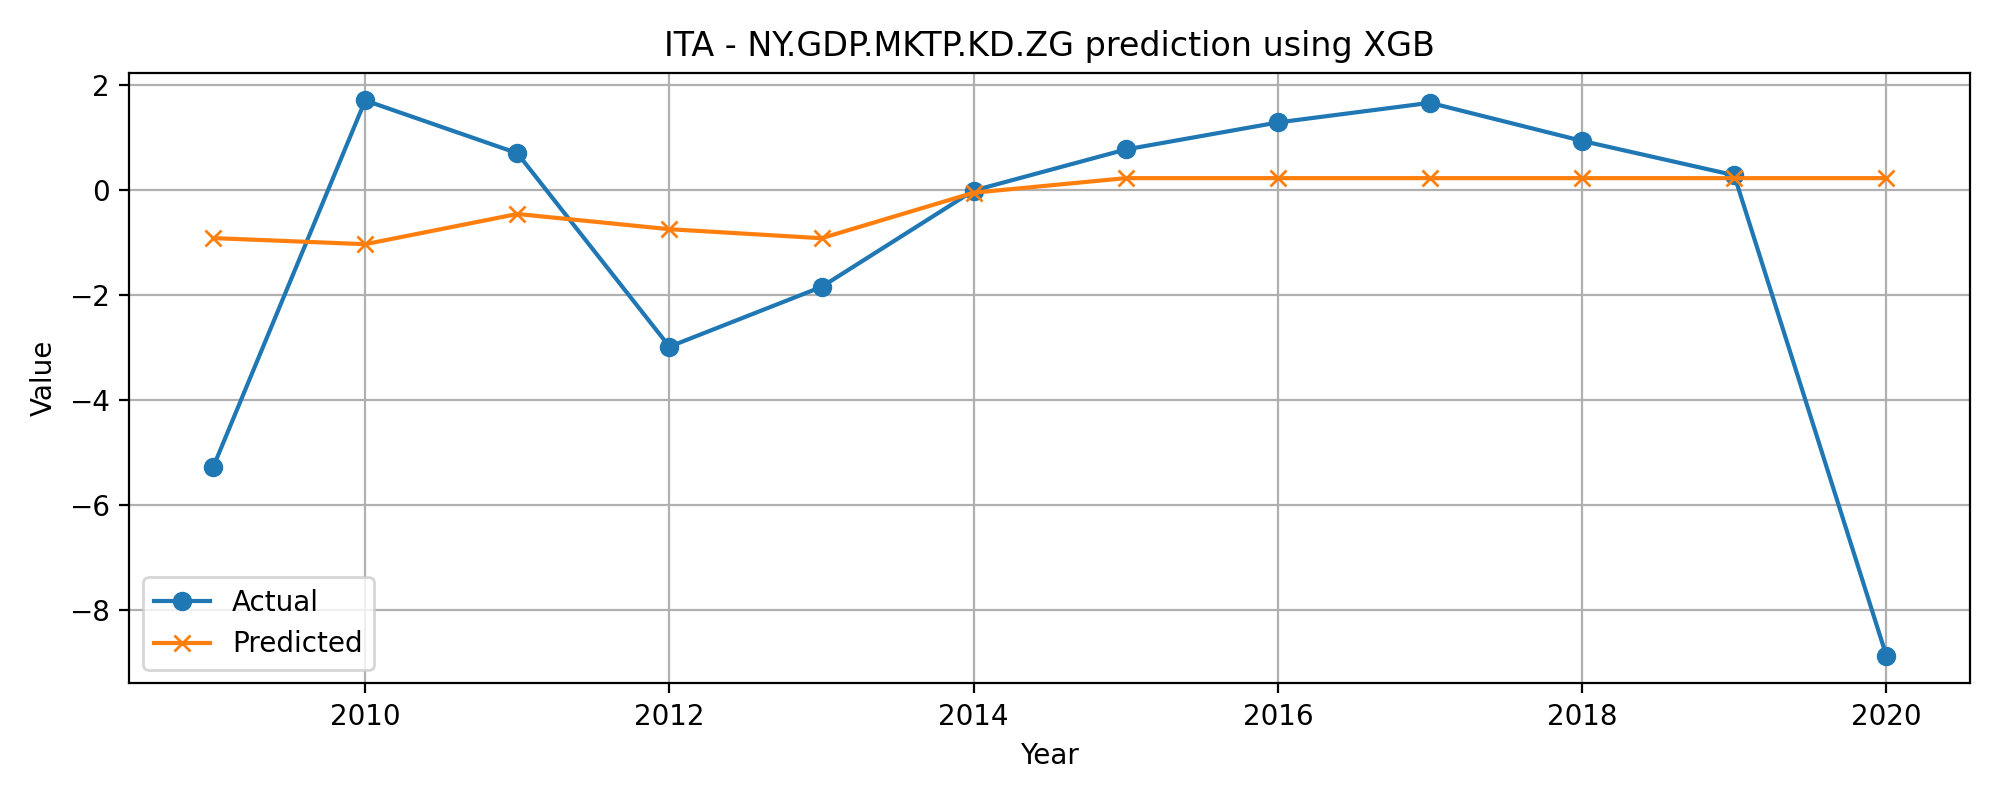 ITA - NY.GDP.MKTP.KD.ZG prediction using XGB
2
0
−2
−4
−6
−8
Value
Actual
Predicted
2010 2012 2014 2016 2018 2020
Year